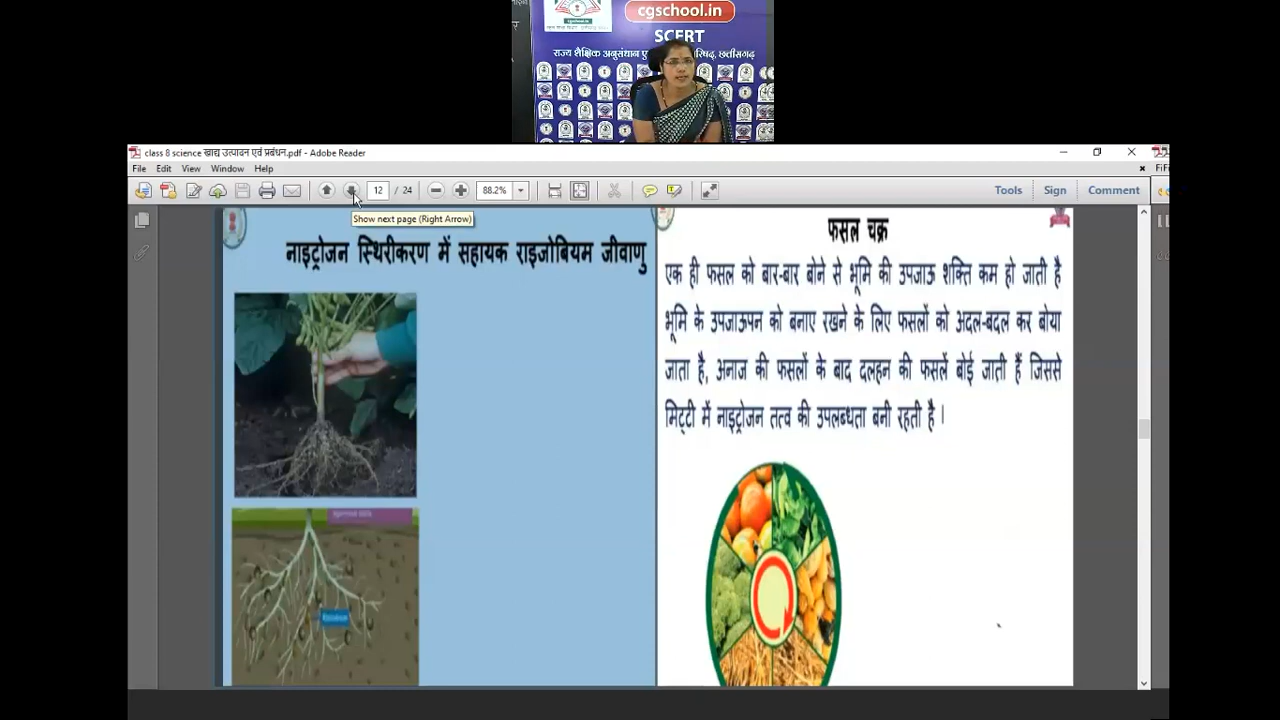 cgschool.in
SCERT
राज्य शैक्षिक अनुसंधान परिषद, छत्तीसगढ़
class 8 science खाद्य उत्पादन एवं प्रबंधन.pdf - Adobe Reader
File Edit View Window Help
12 / 24 88.2% Tools Sign Comment
Show next page (Right Arrow)
नाइट्रोजन स्थिरीकरण में सहायक राइजोबियम जीवाणु
फसल चक्र
एक ही फसल को बार-बार बोने से भूमि की उपजाऊ शक्ति कम हो जाती है
भूमि के उपजाऊपन को बनाए रखने के लिए फसलों को अदल-बदल कर बोया
जाता है, अनाज की फसलों के बाद दलहन की फसलें बोई जाती हैं जिससे
मिट्टी में नाइट्रोजन तत्व की उपलब्धता बनी रहती है।